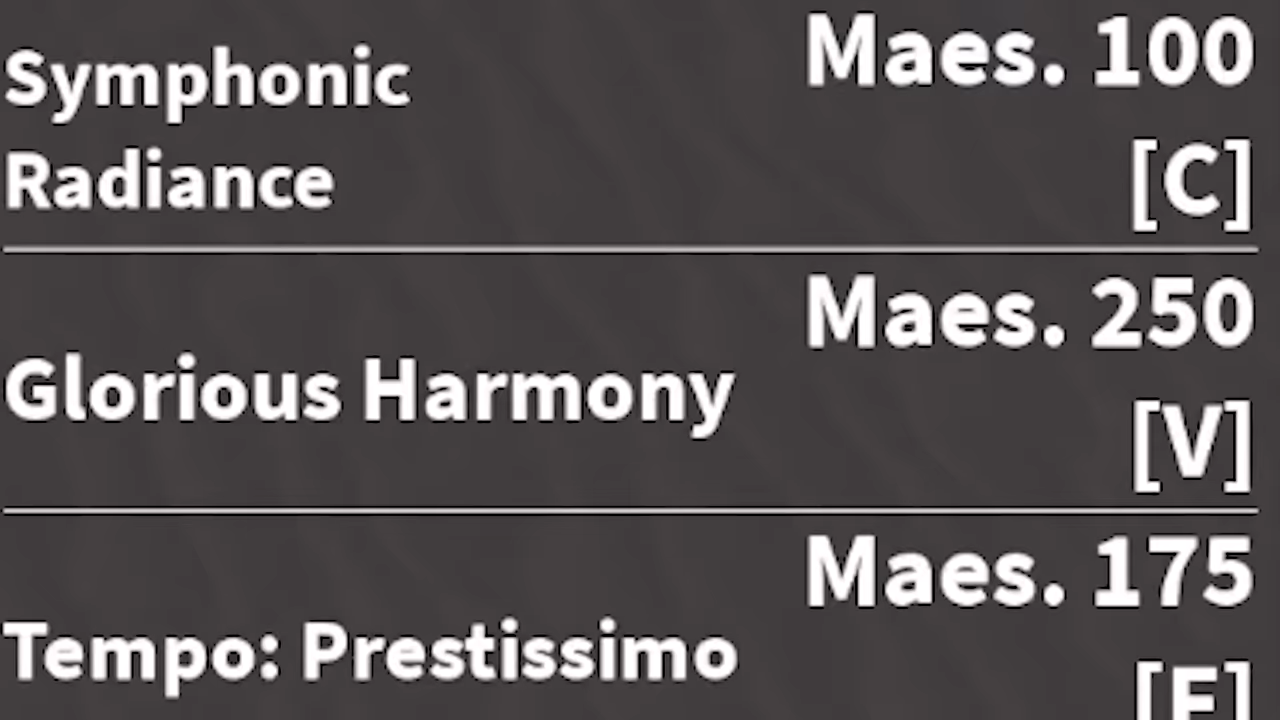 Symphonic
Radiance
Maes. 100
[C]
Glorious Harmony
Maes. 250
[V]
Tempo: Prestissimo
Maes. 175